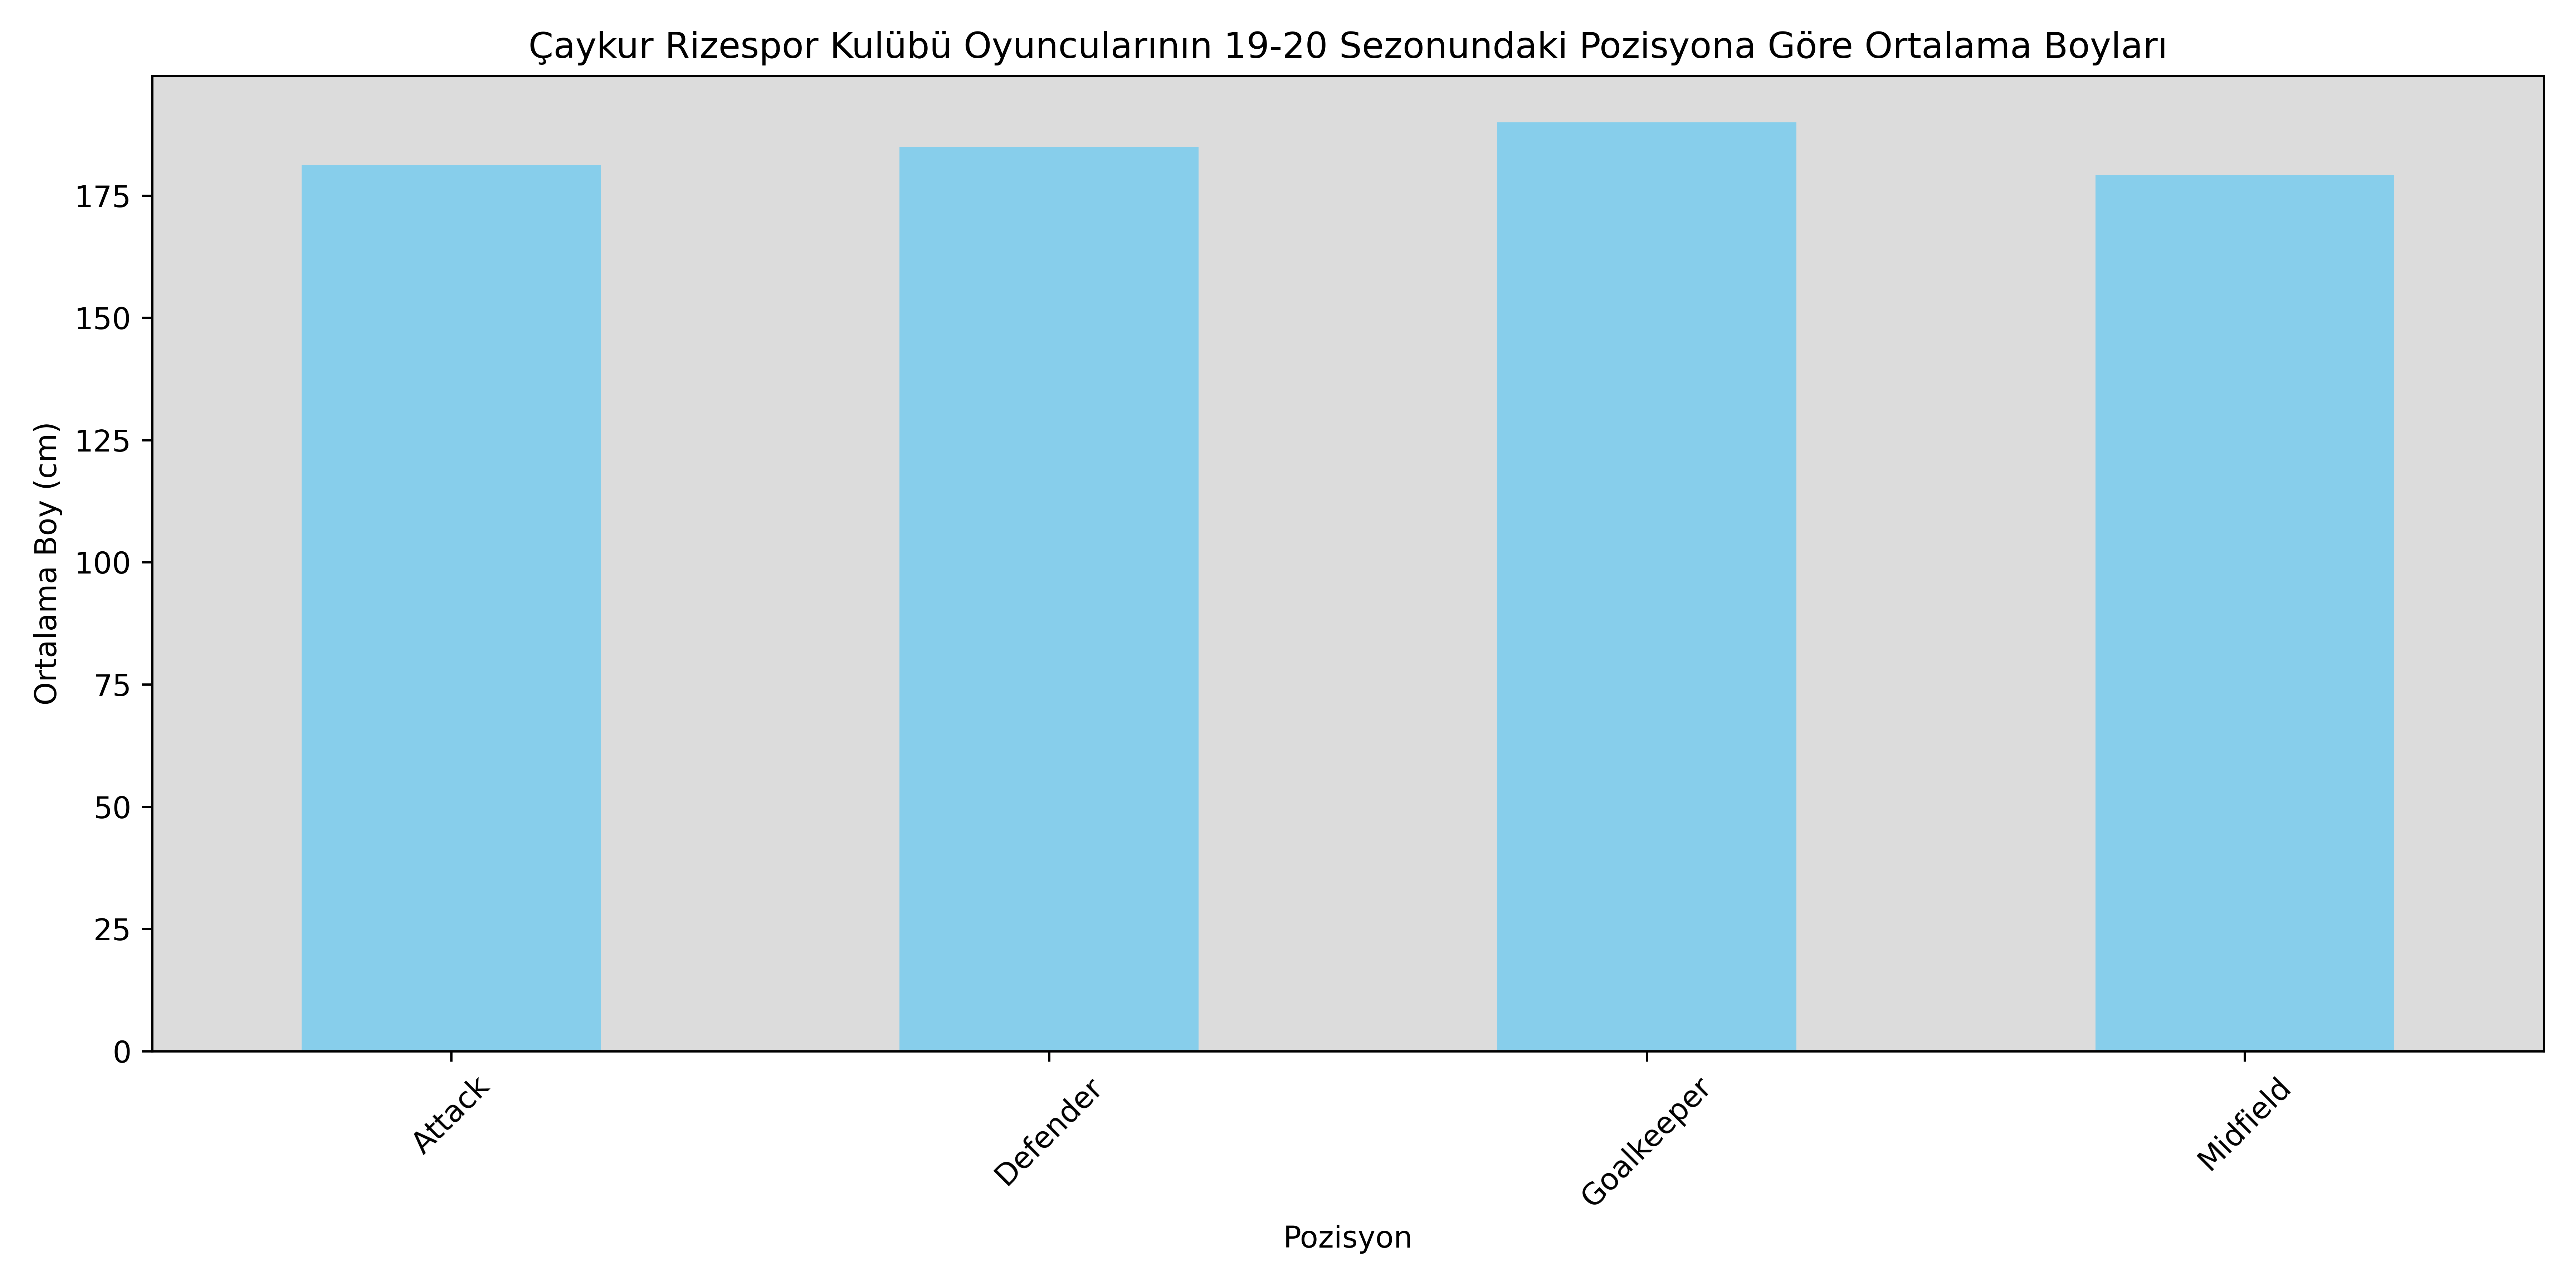 Çaykur Rizespor Kulübü Oyuncularının 19-20 Sezonundaki Pozisyona Göre Ortalama Boyları
Ortalama Boy (cm)
175
150
125
100
75
50
25
0
Attack
Defender
Goalkeeper
Midfield
Pozisyon